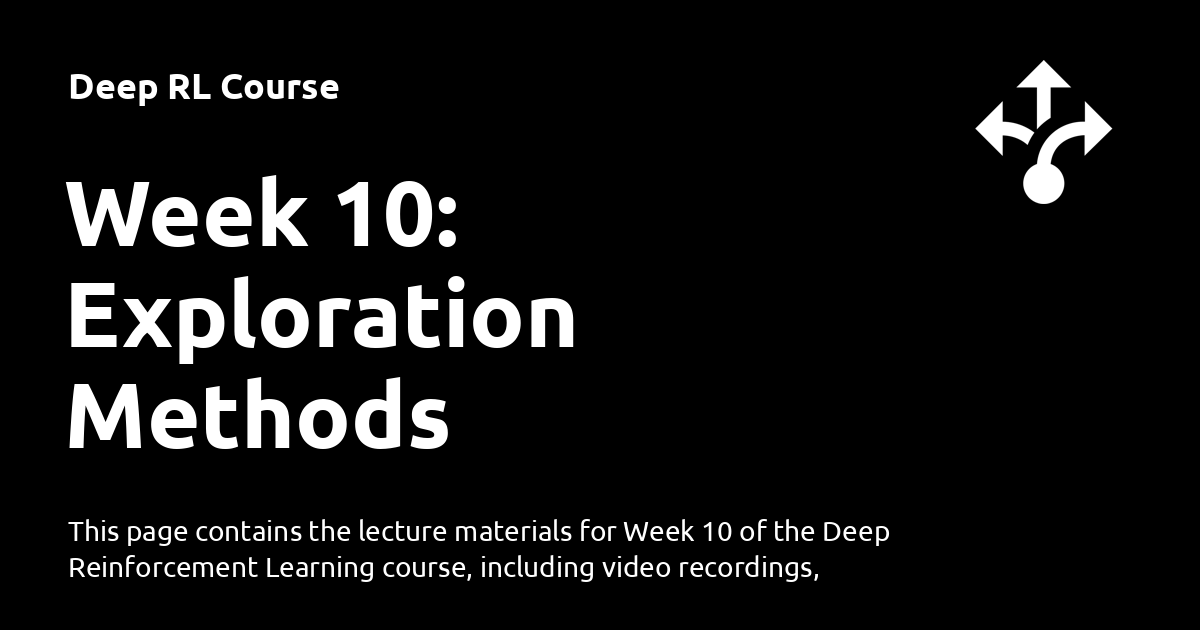 Deep RL Course
Week 10:
Exploration
Methods
This page contains the lecture materials for Week 10 of the Deep
Reinforcement Learning course, including video recordings,